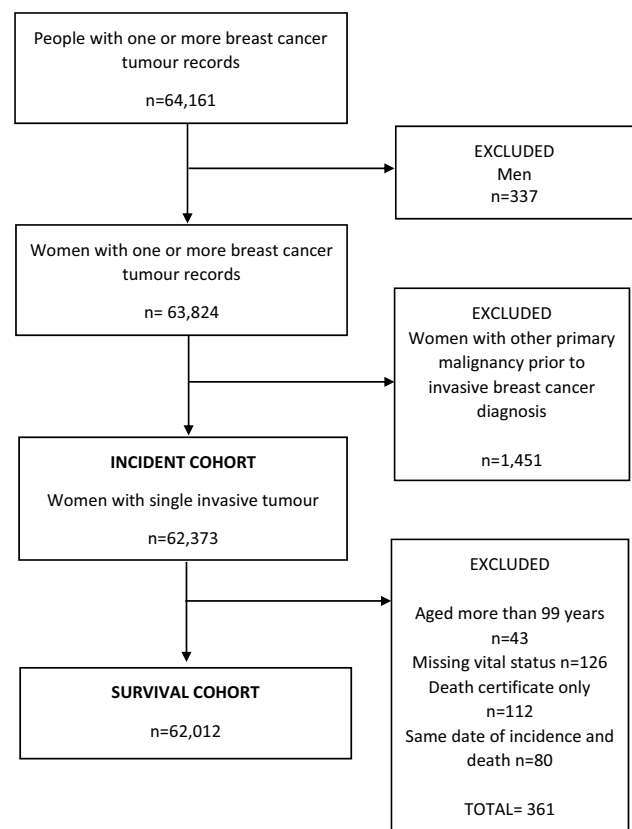 People with one or more breast cancer
tumour records
n=64,161
EXCLUDED
Men
n=337
Women with one or more breast cancer
tumour records
n= 63,824
EXCLUDED
Women with other primary
malignancy prior to
invasive breast cancer
diagnosis
n=1,451
INCIDENT COHORT
Women with single invasive tumour
n=62,373
EXCLUDED
Aged more than 99 years
n=43
Missing vital status n=126
Death certificate only
n=112
Same date of incidence and
death n=80
TOTAL= 361
SURVIVAL COHORT
n=62,012